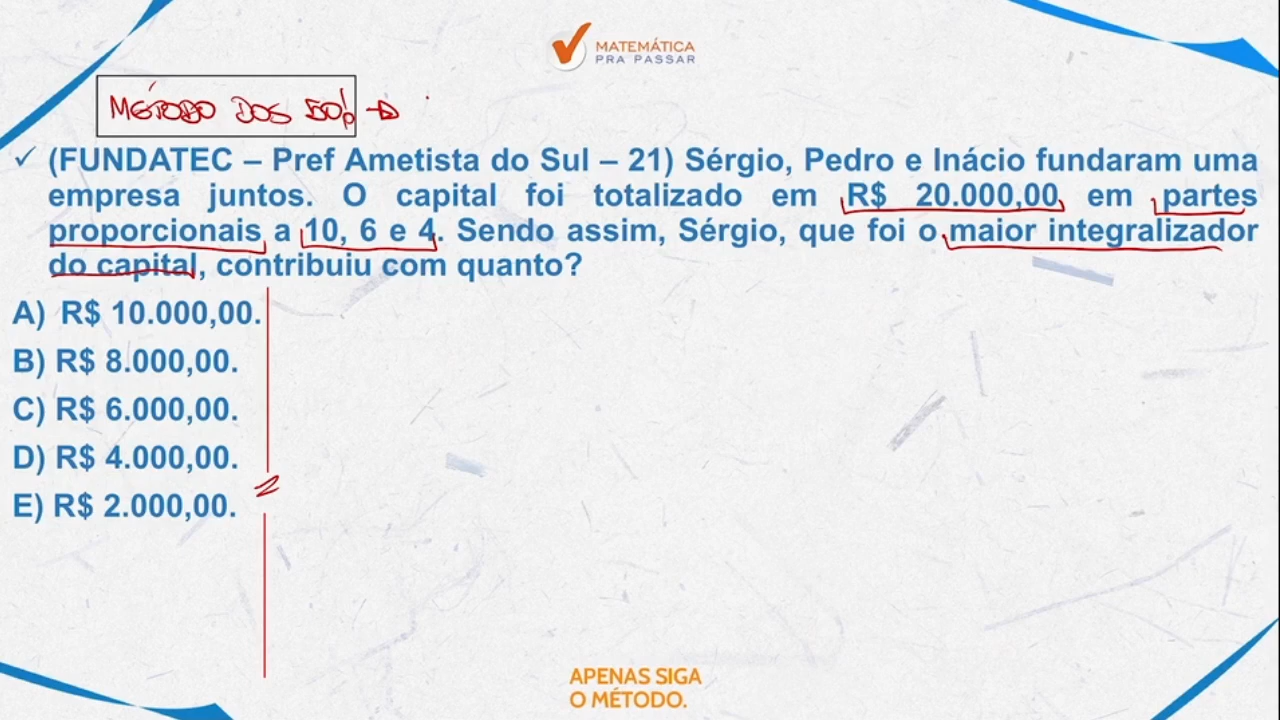 MATEMÁTICA
PRA PASSAR
MÉTODO DOS 50%
✓ (FUNDATEC – Pref Ametista do Sul – 21) Sérgio, Pedro e Inácio fundaram uma
empresa juntos. O capital foi totalizado em R$ 20.000,00, em partes
proporcionais a 10, 6 e 4. Sendo assim, Sérgio, que foi o maior integralizador
do capital, contribuiu com quanto?
A) R$ 10.000,00.
B) R$ 8.000,00.
C) R$ 6.000,00.
D) R$ 4.000,00.
E) R$ 2.000,00.
APENAS SIGA
O MÉTODO.